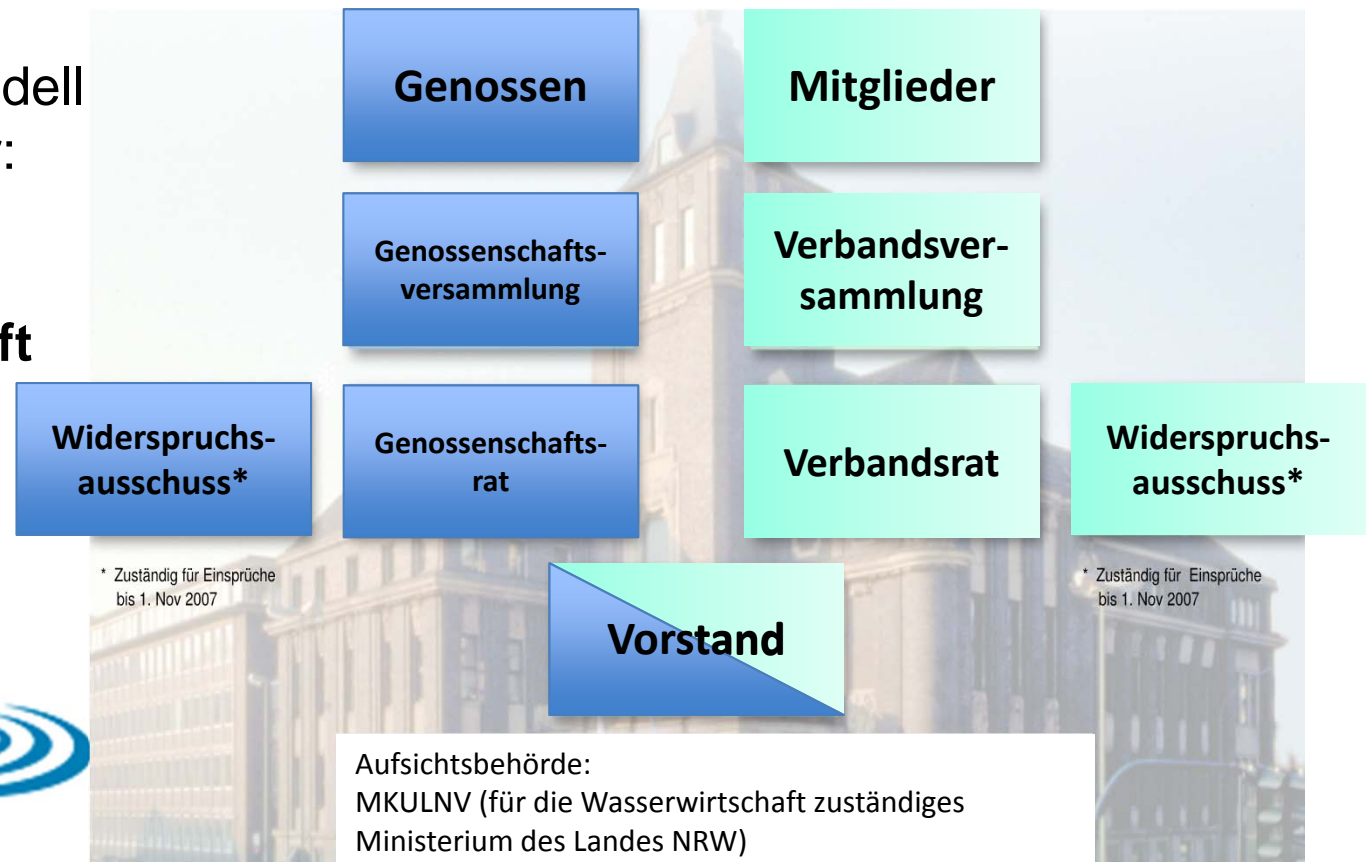 dell
Genossen
Mitglieder
Genossenschafts-
versammlung
Verbandsver-
sammlung
ft
Widerspruchs-
ausschuss*
Genossenschafts-
rat
Verbandsrat
Widerspruchs-
ausschuss*
* Zuständig für Einsprüche
bis 1. Nov 2007
* Zuständig für Einsprüche
bis 1. Nov 2007
Vorstand
Aufsichtsbehörde:
MKULNV (für die Wasserwirtschaft zuständiges
Ministerium des Landes NRW)